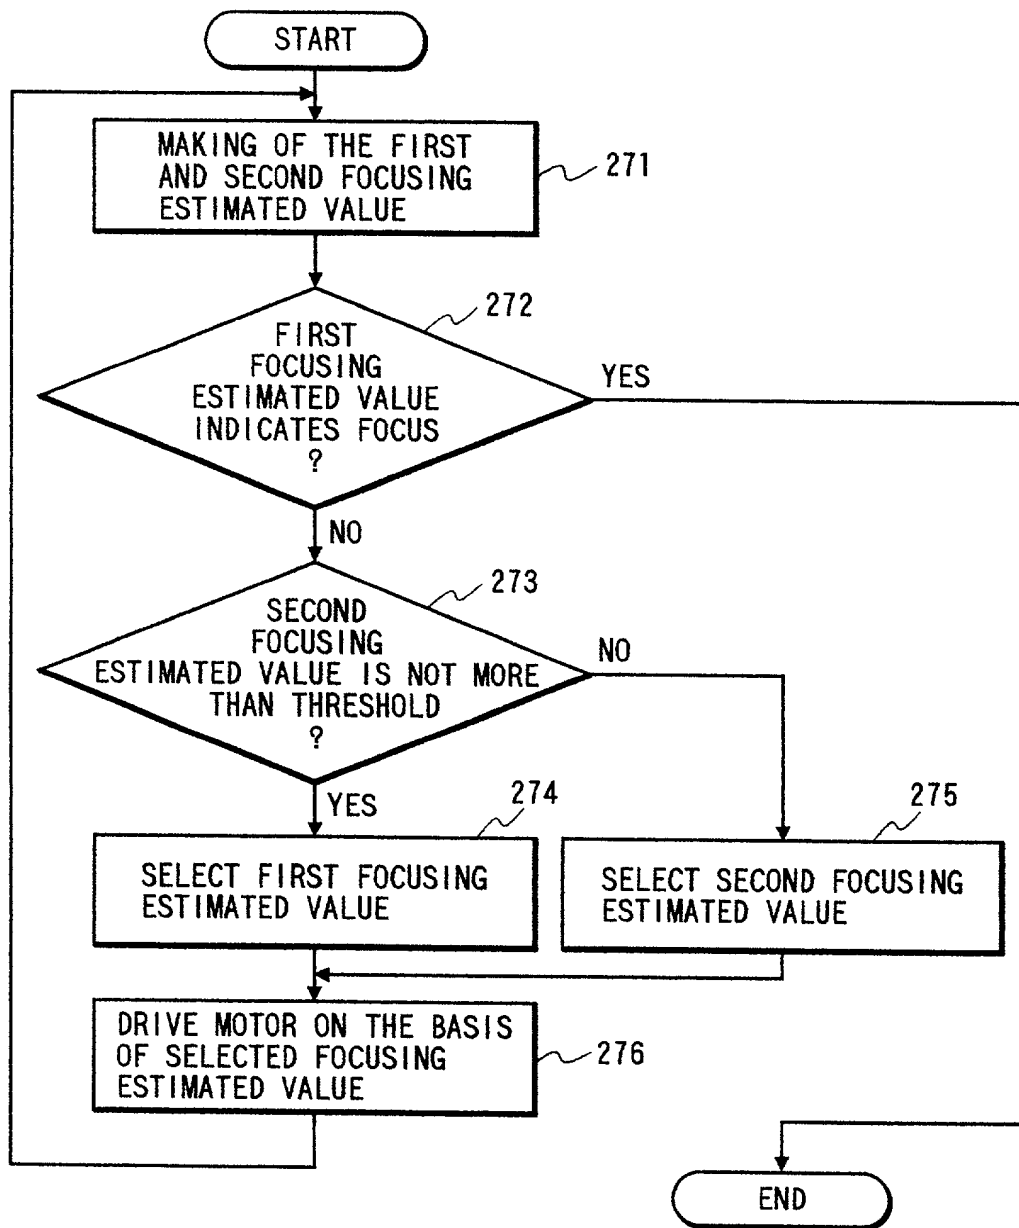 START
MAKING OF THE FIRST
AND SECOND FOCUSING
ESTIMATED VALUE
271
272
FIRST
FOCUSING
ESTIMATED VALUE
INDICATES FOCUS
?
YES
NO
273
SECOND
FOCUSING
ESTIMATED VALUE IS NOT MORE
THAN THRESHOLD
?
NO
YES
274
SELECT FIRST FOCUSING
ESTIMATED VALUE
275
SELECT SECOND FOCUSING
ESTIMATED VALUE
DRIVE MOTOR ON THE BASIS
OF SELECTED FOCUSING
ESTIMATED VALUE
276
END